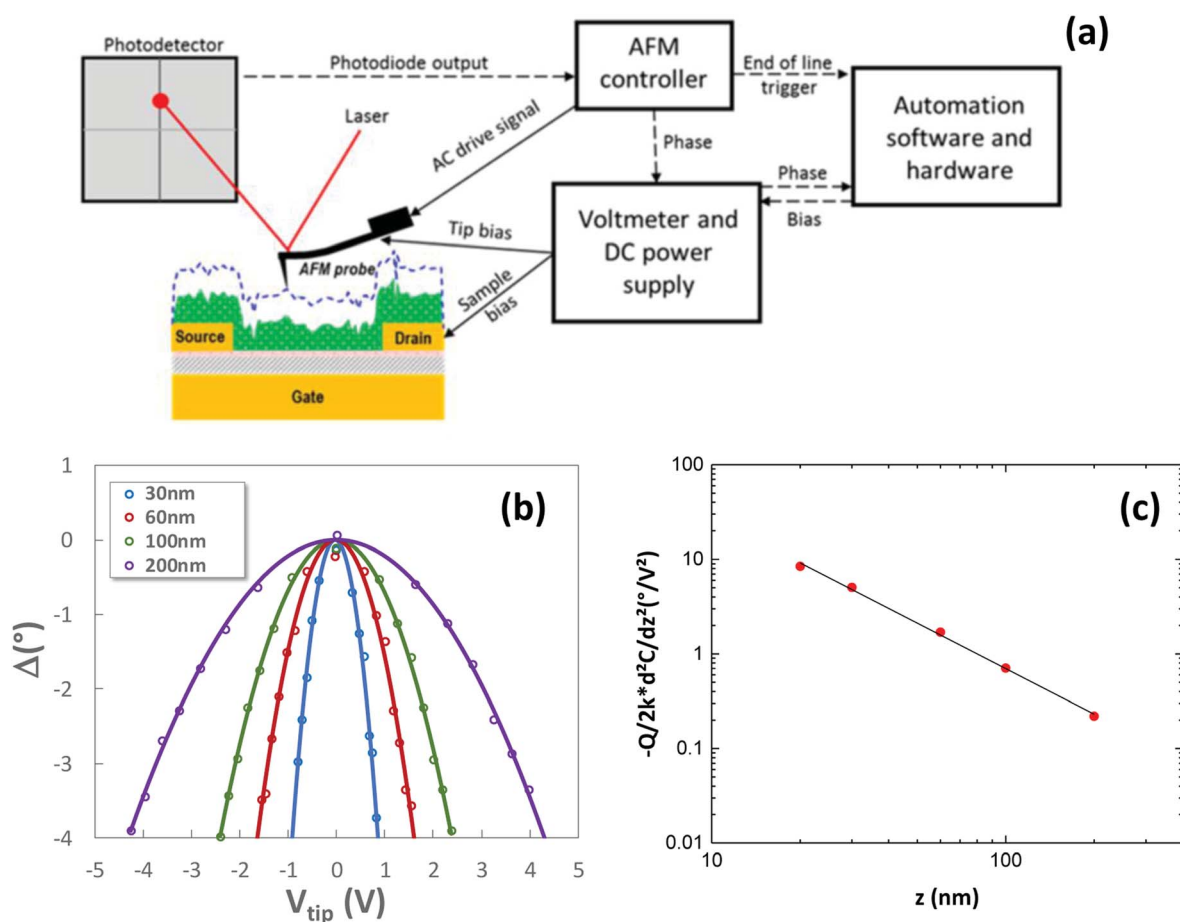 (a)
Photodetector
Photodiode output
AFM
controller
End of line
trigger
Automation
software and
hardware
Laser
AC drive signal
Phase
Phase
Bias
Voltmeter and
DC power
supply
Tip bias
AFM probe
Sample
bias
Source
Drain
Gate
(b)
30nm
60nm
100nm
200nm
1
0
-1
-2
-3
-4
Δ(°)
-5 -4 -3 -2 -1 0 1 2 3 4 5
Vtip (V)
(c)
100
10
1
0.1
0.01
-Q/2k*d²C/dz²(°/V²)
10 100
z (nm)